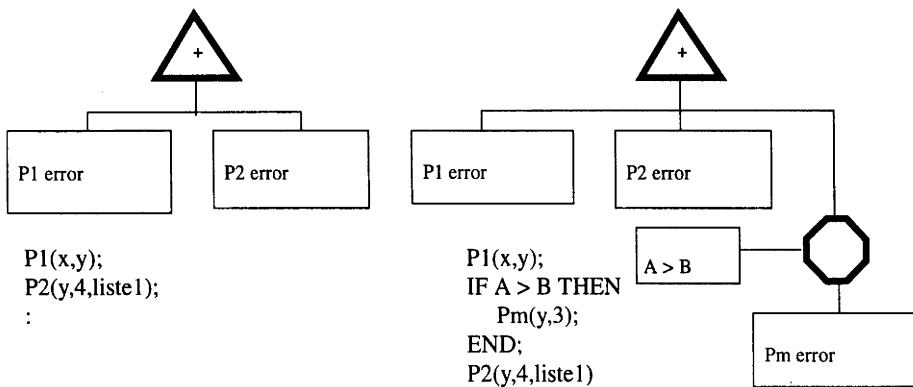 +
P1 error
P2 error
P1(x,y);
P2(y,4,liste1);
:
+
P1 error
P2 error
P1(x,y);
IF A > B THEN
Pm(y,3);
END;
P2(y,4,liste1)
A > B
Pm error